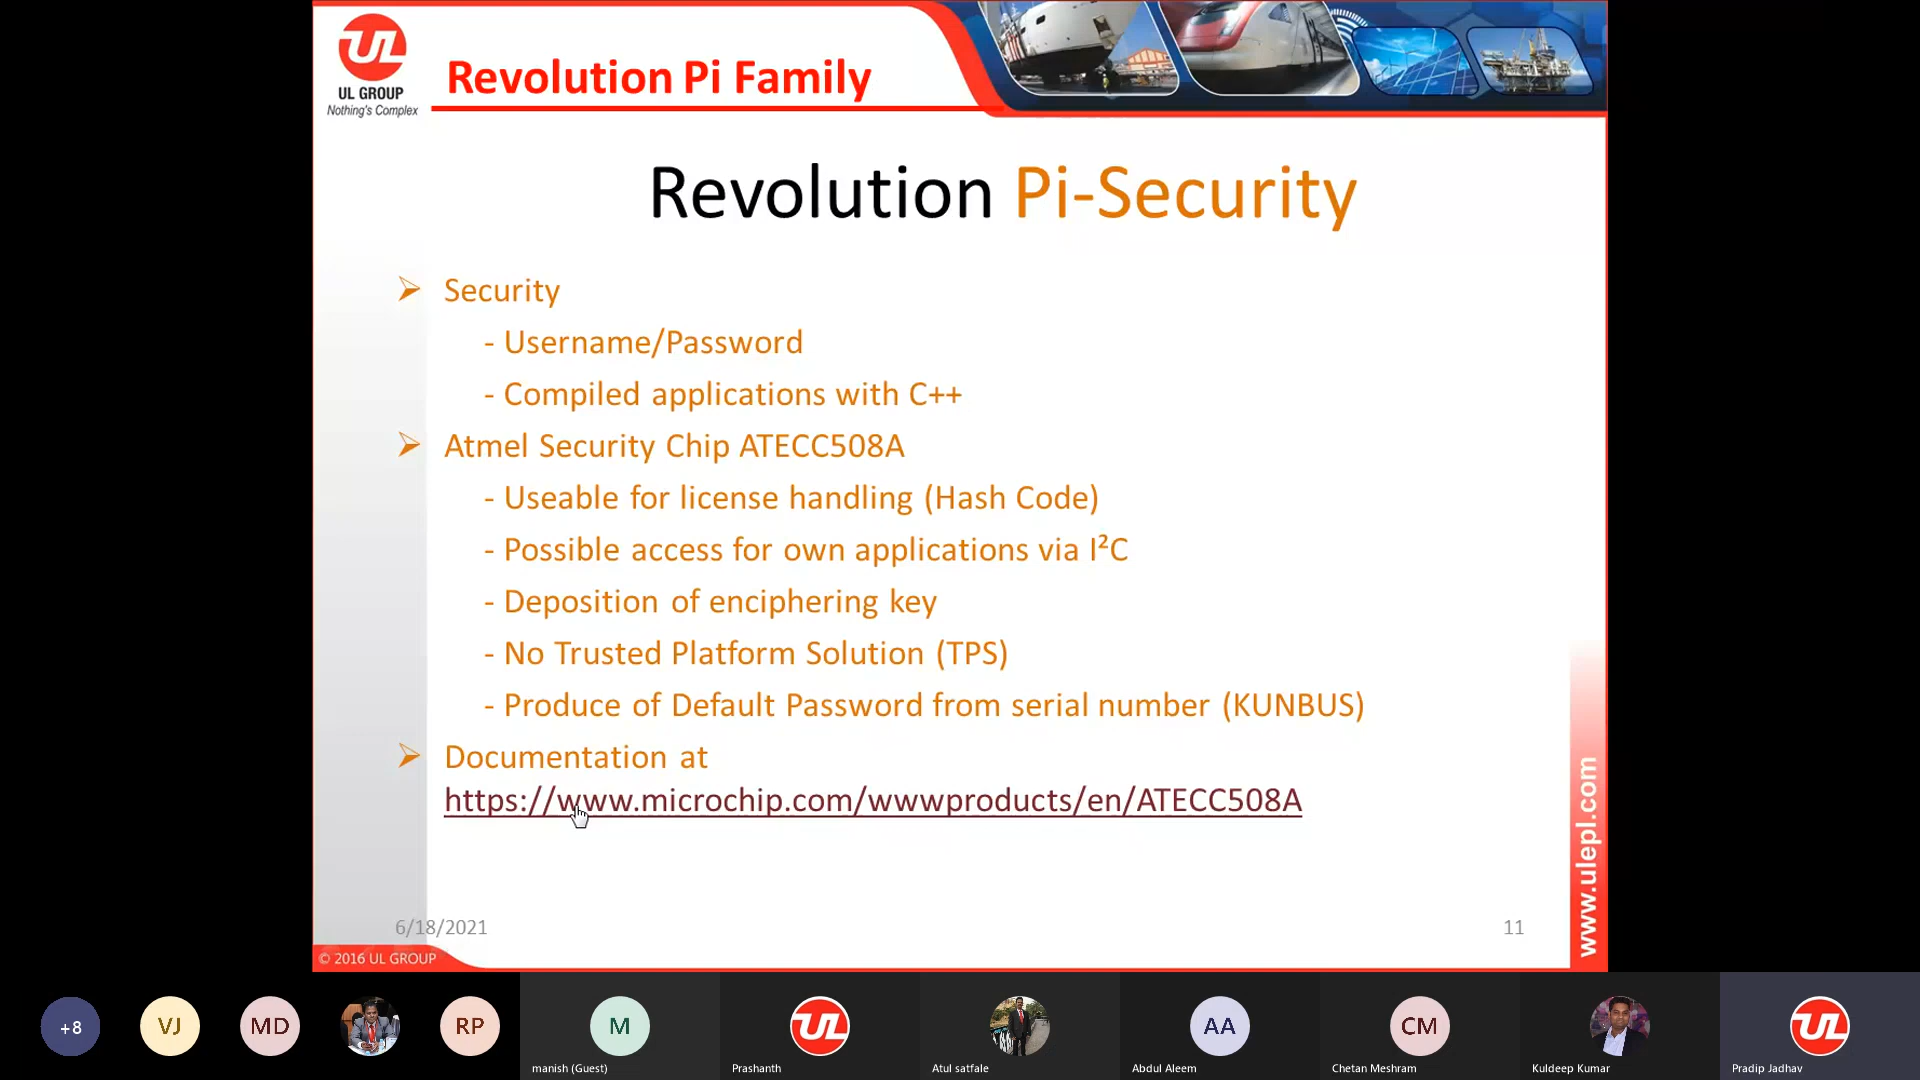 UL
UL GROUP
Nothing's Complex
Revolution Pi Family
Revolution Pi-Security
Security
- Username/Password
- Compiled applications with C++
Atmel Security Chip ATECC508A
- Useable for license handling (Hash Code)
- Possible access for own applications via I²C
- Deposition of enciphering key
- No Trusted Platform Solution (TPS)
- Produce of Default Password from serial number (KUNBUS)
Documentation at
https://www.microchip.com/wwwproducts/en/ATECC508A
www.ulepl.com
6/18/2021
11
© 2016 UL GROUP
+8
VJ
MD
RP
M
UL
AA
CM
UL
manish (Guest)
Prashanth
Atul satfale
Abdul Aleem
Chetan Meshram
Kuldeep Kumar
Pradip Jadhav